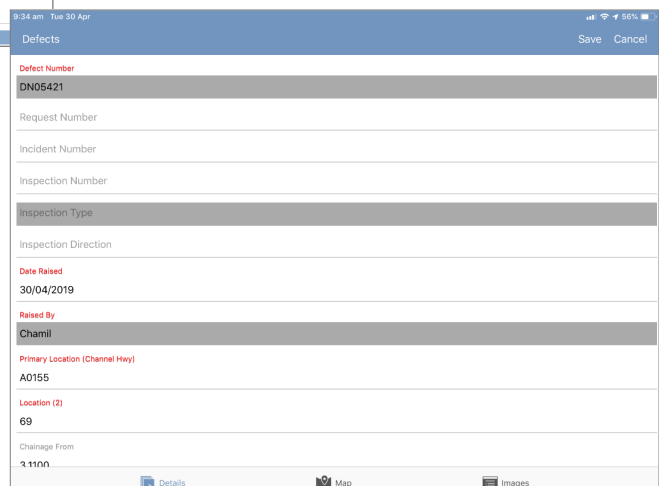 9:34 am Tue 30 Apr
56%
Defects
Save Cancel
Defect Number
DN05421
Request Number
Incident Number
Inspection Number
Inspection Type
Inspection Direction
Date Raised
30/04/2019
Raised By
Chamil
Primary Location (Channel Hwy)
A0155
Location (2)
69
Chainage From
3.1100
Details Map Images